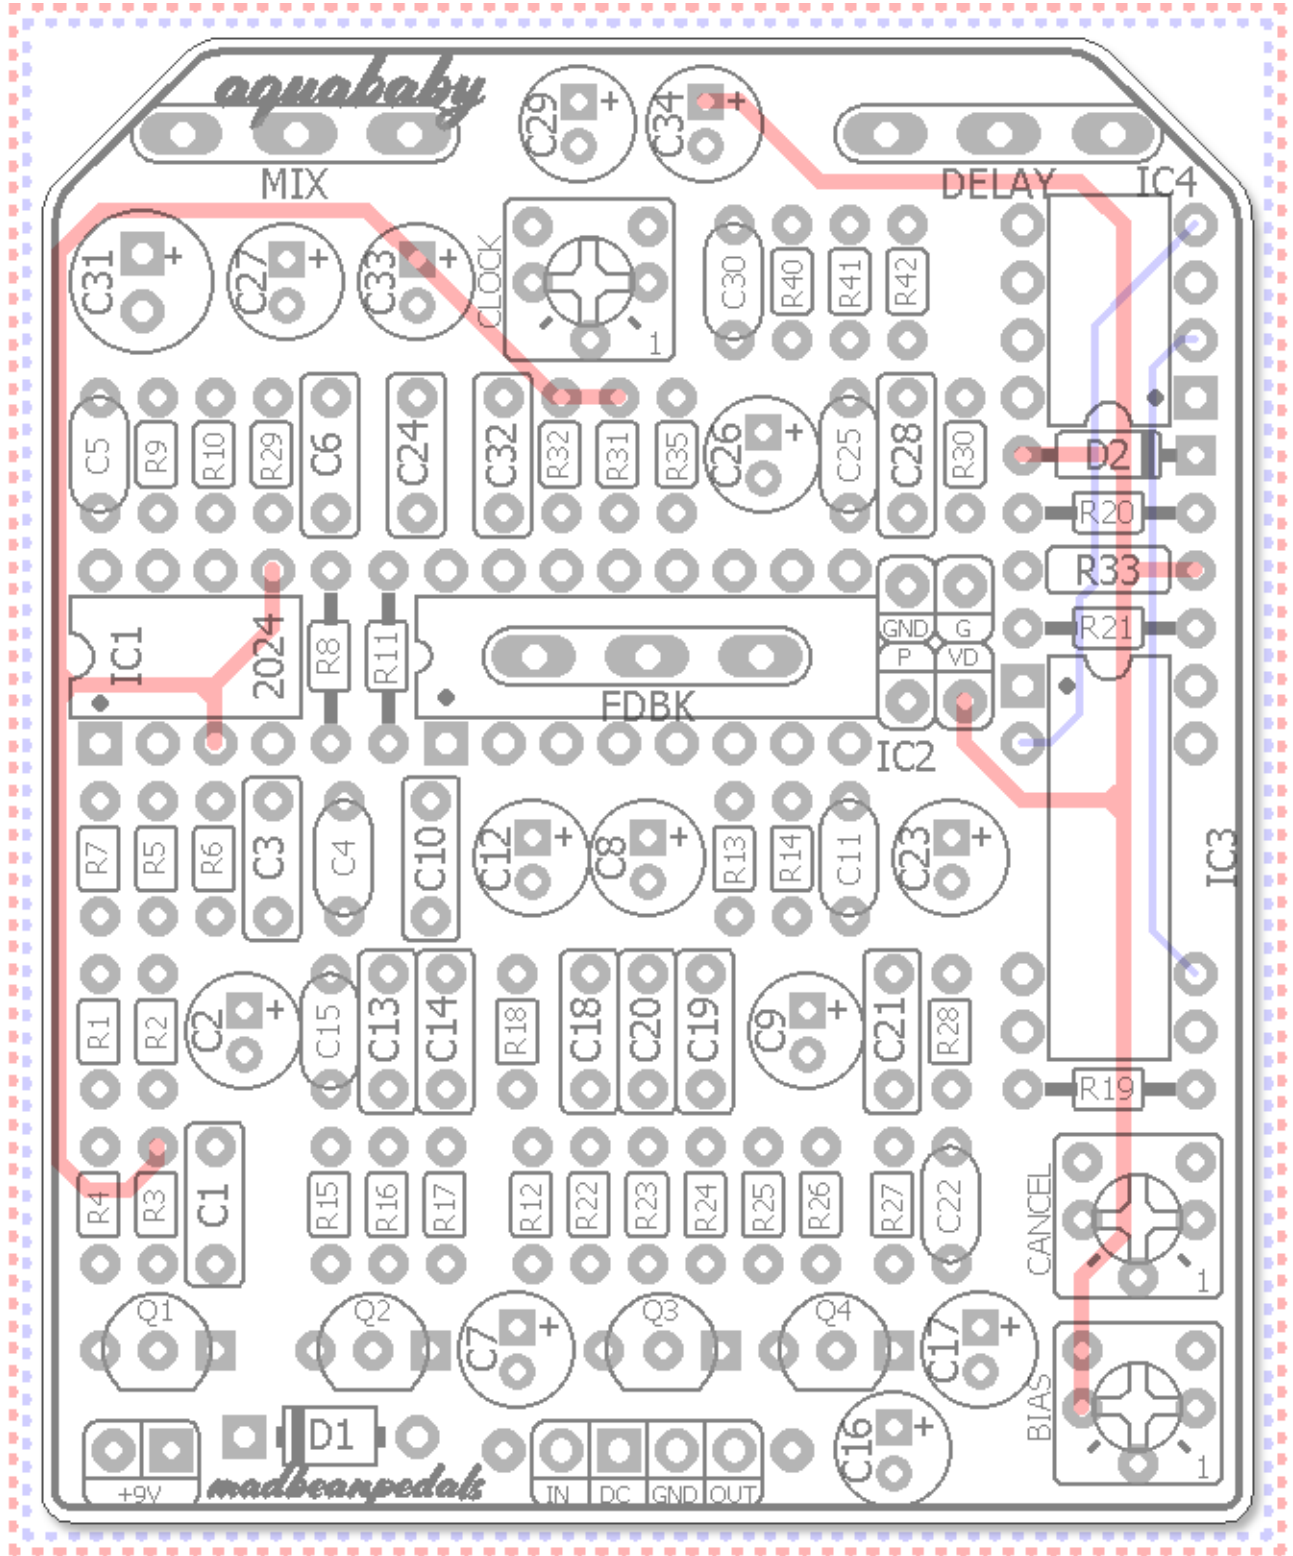 aquababy
C29 + C34 +
MIX DELAY IC4
C31 + C27 + C33 + CLOCK 1 C30 R40 R41 R42
C5 R9 R10 R29 C6 C24 C32 R32 R31 R35 C26 + C25 C28 R30 D2
R20
R33
IC1 2024 R8 R11 GND G R21
P VD
FDBK IC2
R7 R5 R6 C3 C4 C10 C12 + C8 + R13 R14 C11 C23 + IC3
R1 R2 C2 + C15 C13 C14 R18 C18 C20 C19 C9 + C21 R28
R19
R4 R3 C1 R15 R16 R17 R12 R22 R23 R24 R25 R26 R27 C22 CANCEL 1
Q1 Q2 C7 + Q3 Q4 C17 +
D1 C16 + BIAS 1
+9V madbeanpedals IN DC GND OUT